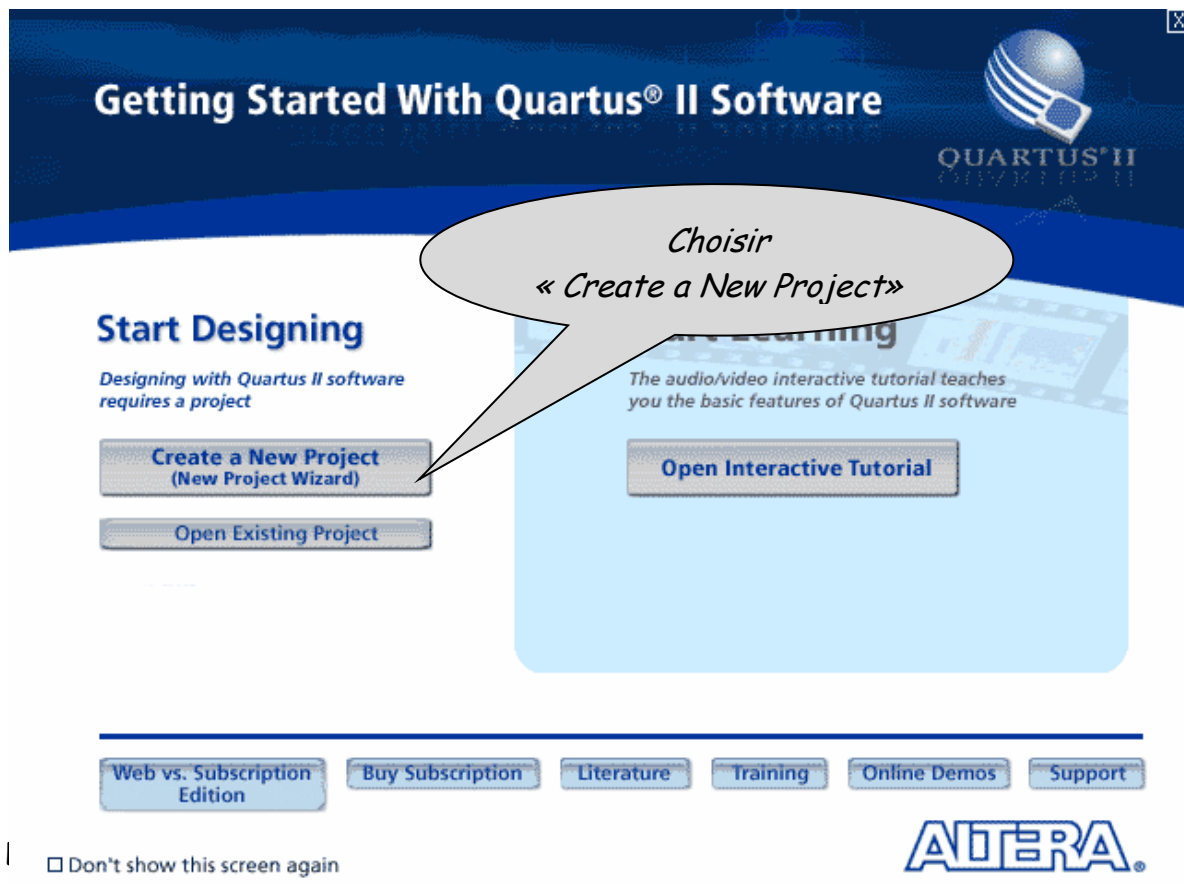 X
Getting Started With Quartus® II Software
QUARTUS® II
Choisir
« Create a New Project»
Start Designing
Learning
Designing with Quartus II software
requires a project
The audio/video interactive tutorial teaches
you the basic features of Quartus II software
Create a New Project
(New Project Wizard)
Open Interactive Tutorial
Open Existing Project
Web vs. Subscription
Edition
Buy Subscription
Literature
Training
Online Demos
Support
Don't show this screen again
ALTERA®